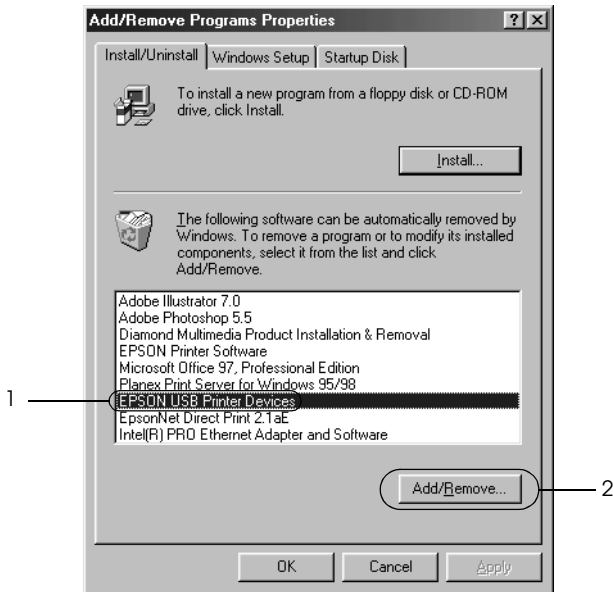 Add/Remove Programs Properties
Install/Uninstall Windows Setup Startup Disk
To install a new program from a floppy disk or CD-ROM
drive, click Install.
Install...
The following software can be automatically removed by
Windows. To remove a program or to modify its installed
components, select it from the list and click
Add/Remove.
Adobe Illustrator 7.0
Adobe Photoshop 5.5
Diamond Multimedia Product Installation & Removal
EPSON Printer Software
Microsoft Office 97, Professional Edition
Planex Print Server for Windows 95/98
1 EPSON USB Printer Devices
EpsonNet Direct Print 2.1aE
Intel(R) PRO Ethernet Adapter and Software
Add/Remove... 2
OK Cancel Apply